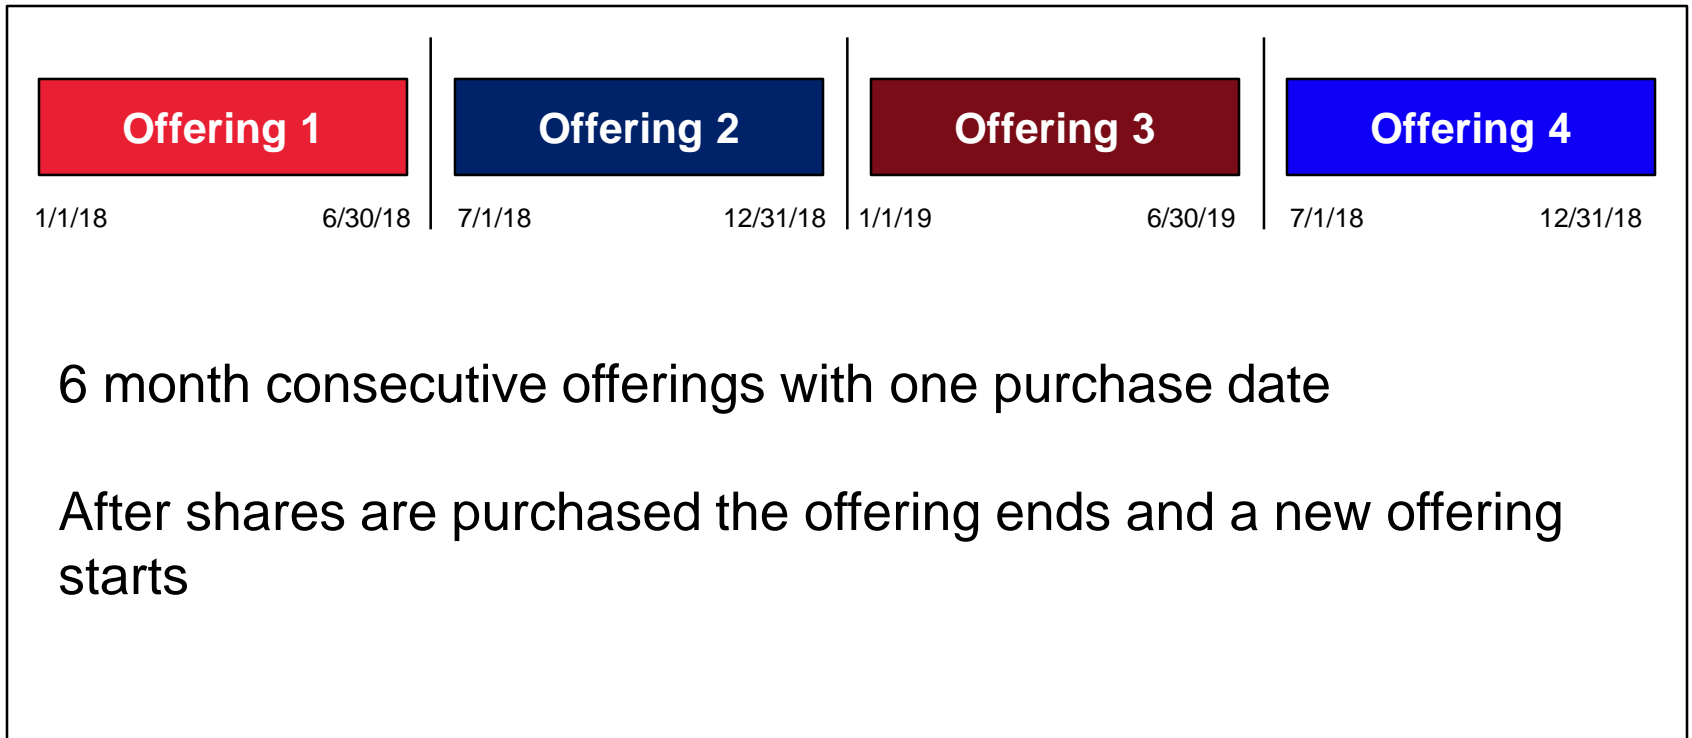 Offering 1 Offering 2 Offering 3 Offering 4
1/1/18 6/30/18 7/1/18 12/31/18 1/1/19 6/30/19 7/1/18 12/31/18
6 month consecutive offerings with one purchase date
After shares are purchased the offering ends and a new offering
starts